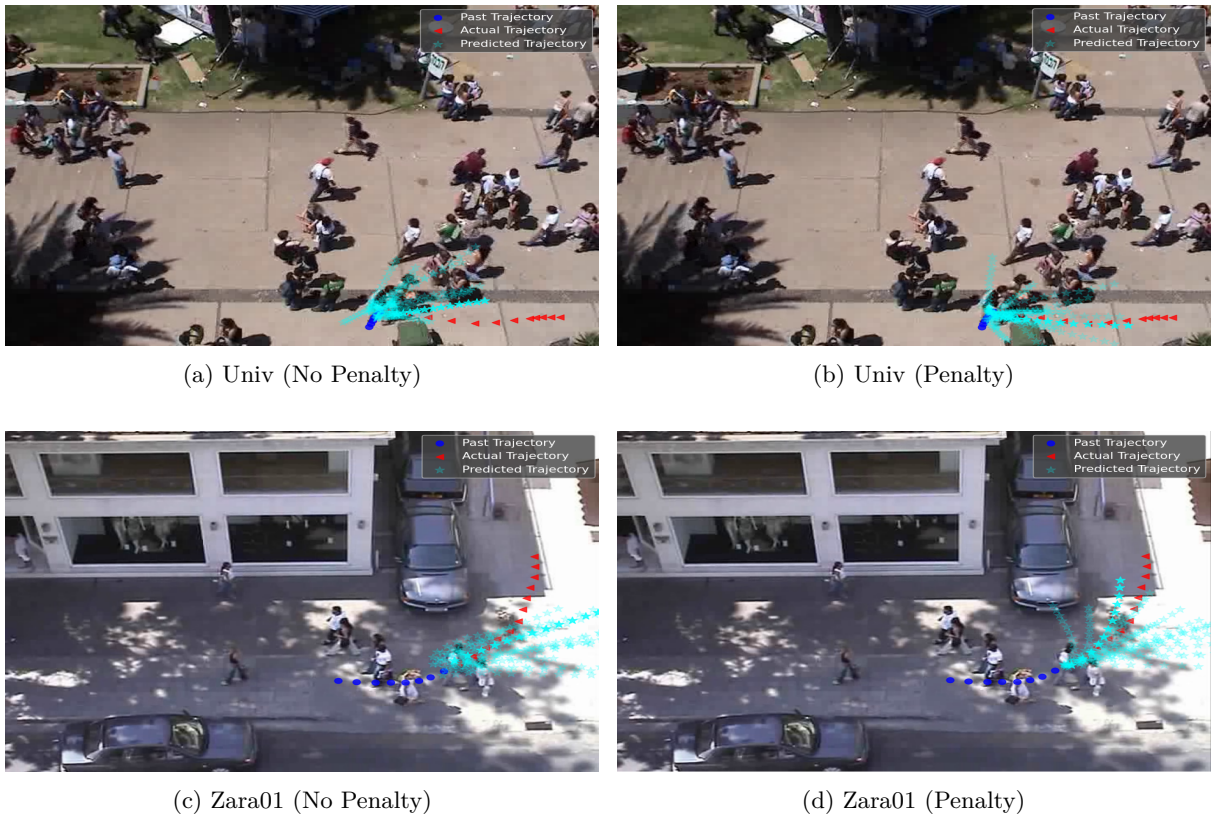 Past Trajectory
Actual Trajectory
Predicted Trajectory
Past Trajectory
Actual Trajectory
Predicted Trajectory
(a) Univ (No Penalty)
(b) Univ (Penalty)
Past Trajectory
Actual Trajectory
Predicted Trajectory
Past Trajectory
Actual Trajectory
Predicted Trajectory
(c) Zara01 (No Penalty)
(d) Zara01 (Penalty)